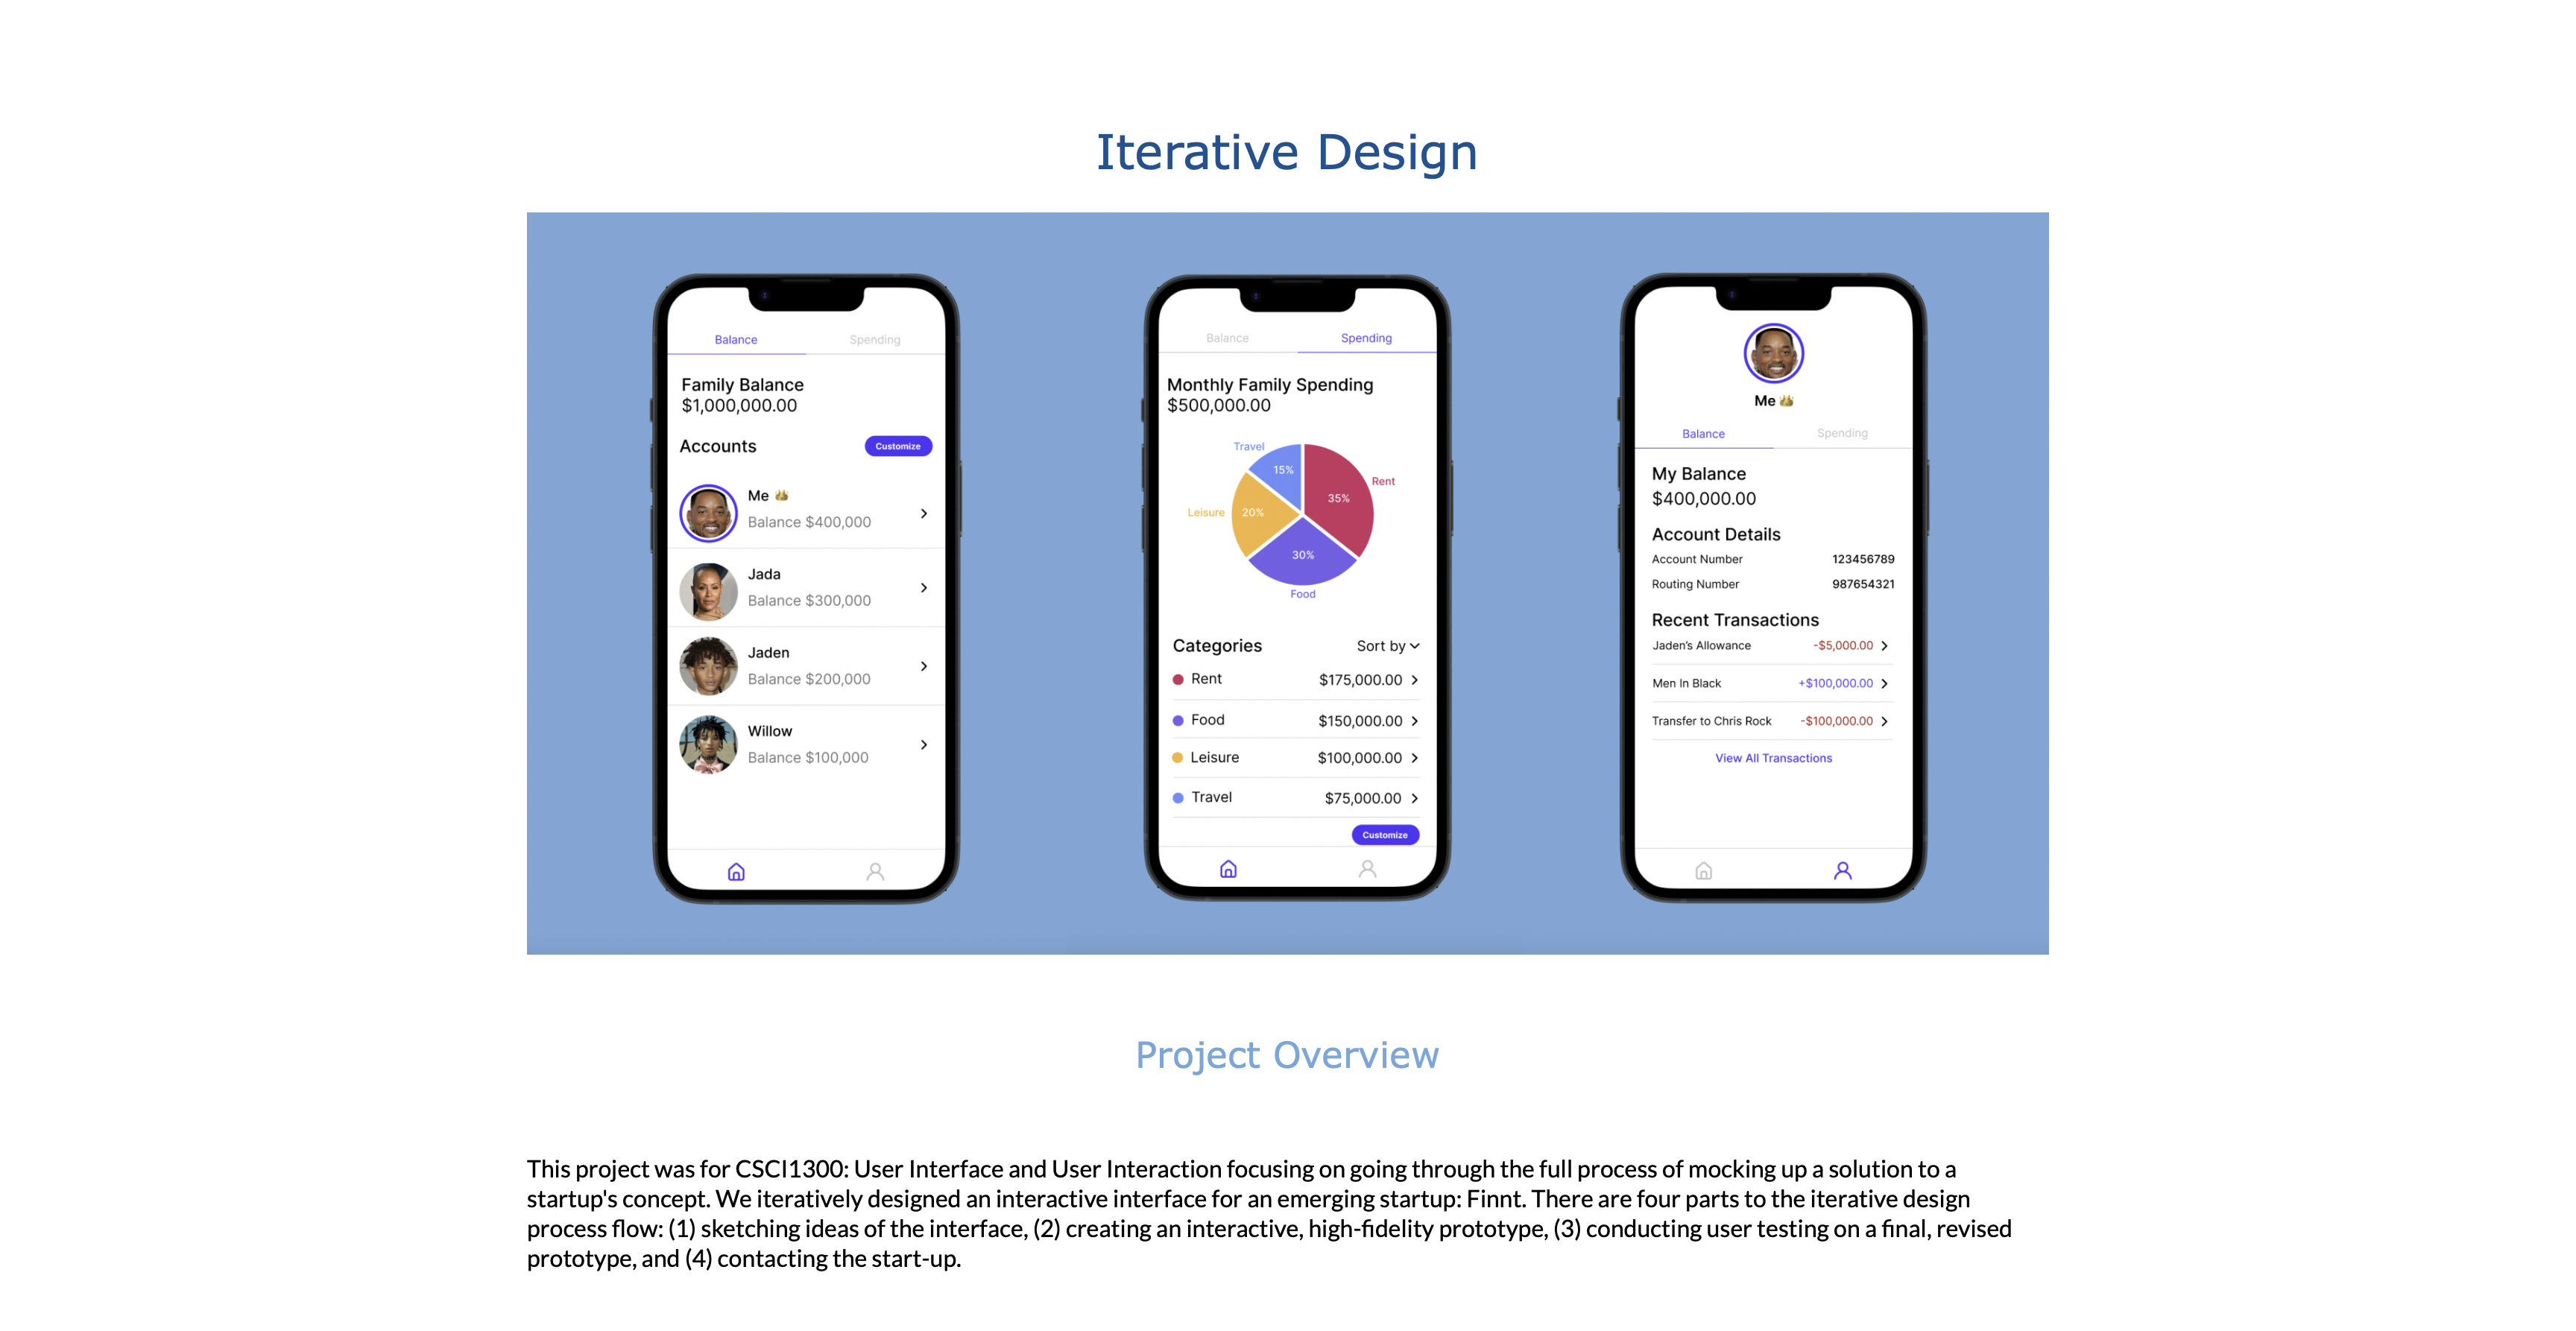 Iterative Design
Balance Spending
Family Balance
$1,000,000.00
Accounts Customize
Me 👑
Balance $400,000
Jada
Balance $300,000
Jaden
Balance $200,000
Willow
Balance $100,000
Balance Spending
Monthly Family Spending
$500,000.00
Travel
15%
Rent
35%
Leisure 20%
30%
Food
Categories Sort by
Rent $175,000.00
Food $150,000.00
Leisure $100,000.00
Travel $75,000.00
Customize
Me 👑
Balance Spending
My Balance
$400,000.00
Account Details
Account Number 123456789
Routing Number 987654321
Recent Transactions
Jaden's Allowance -$5,000.00
Men In Black +$100,000.00
Transfer to Chris Rock -$100,000.00
View All Transactions
Project Overview
This project was for CSCI1300: User Interface and User Interaction focusing on going through the full process of mocking up a solution to a
startup's concept. We iteratively designed an interactive interface for an emerging startup: Finnt. There are four parts to the iterative design
process flow: (1) sketching ideas of the interface, (2) creating an interactive, high-fidelity prototype, (3) conducting user testing on a final, revised
prototype, and (4) contacting the start-up.